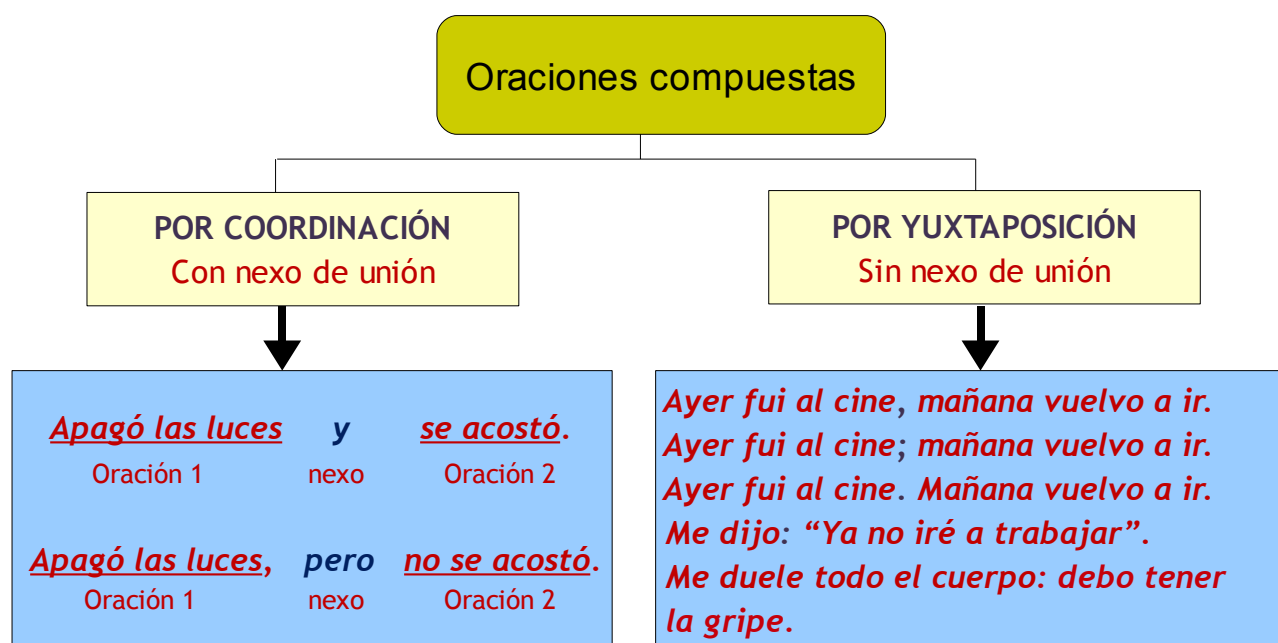 Oraciones compuestas
POR COORDINACIÓN
Con nexo de unión
Apagó las luces y se acostó.
Oración 1 nexo Oración 2
Apagó las luces, pero no se acostó.
Oración 1 nexo Oración 2
POR YUXTAPOSICIÓN
Sin nexo de unión
Ayer fui al cine, mañana vuelvo a ir.
Ayer fui al cine; mañana vuelvo a ir.
Ayer fui al cine. Mañana vuelvo a ir.
Me dijo: “Ya no iré a trabajar”.
Me duele todo el cuerpo: debo tener
la gripe.